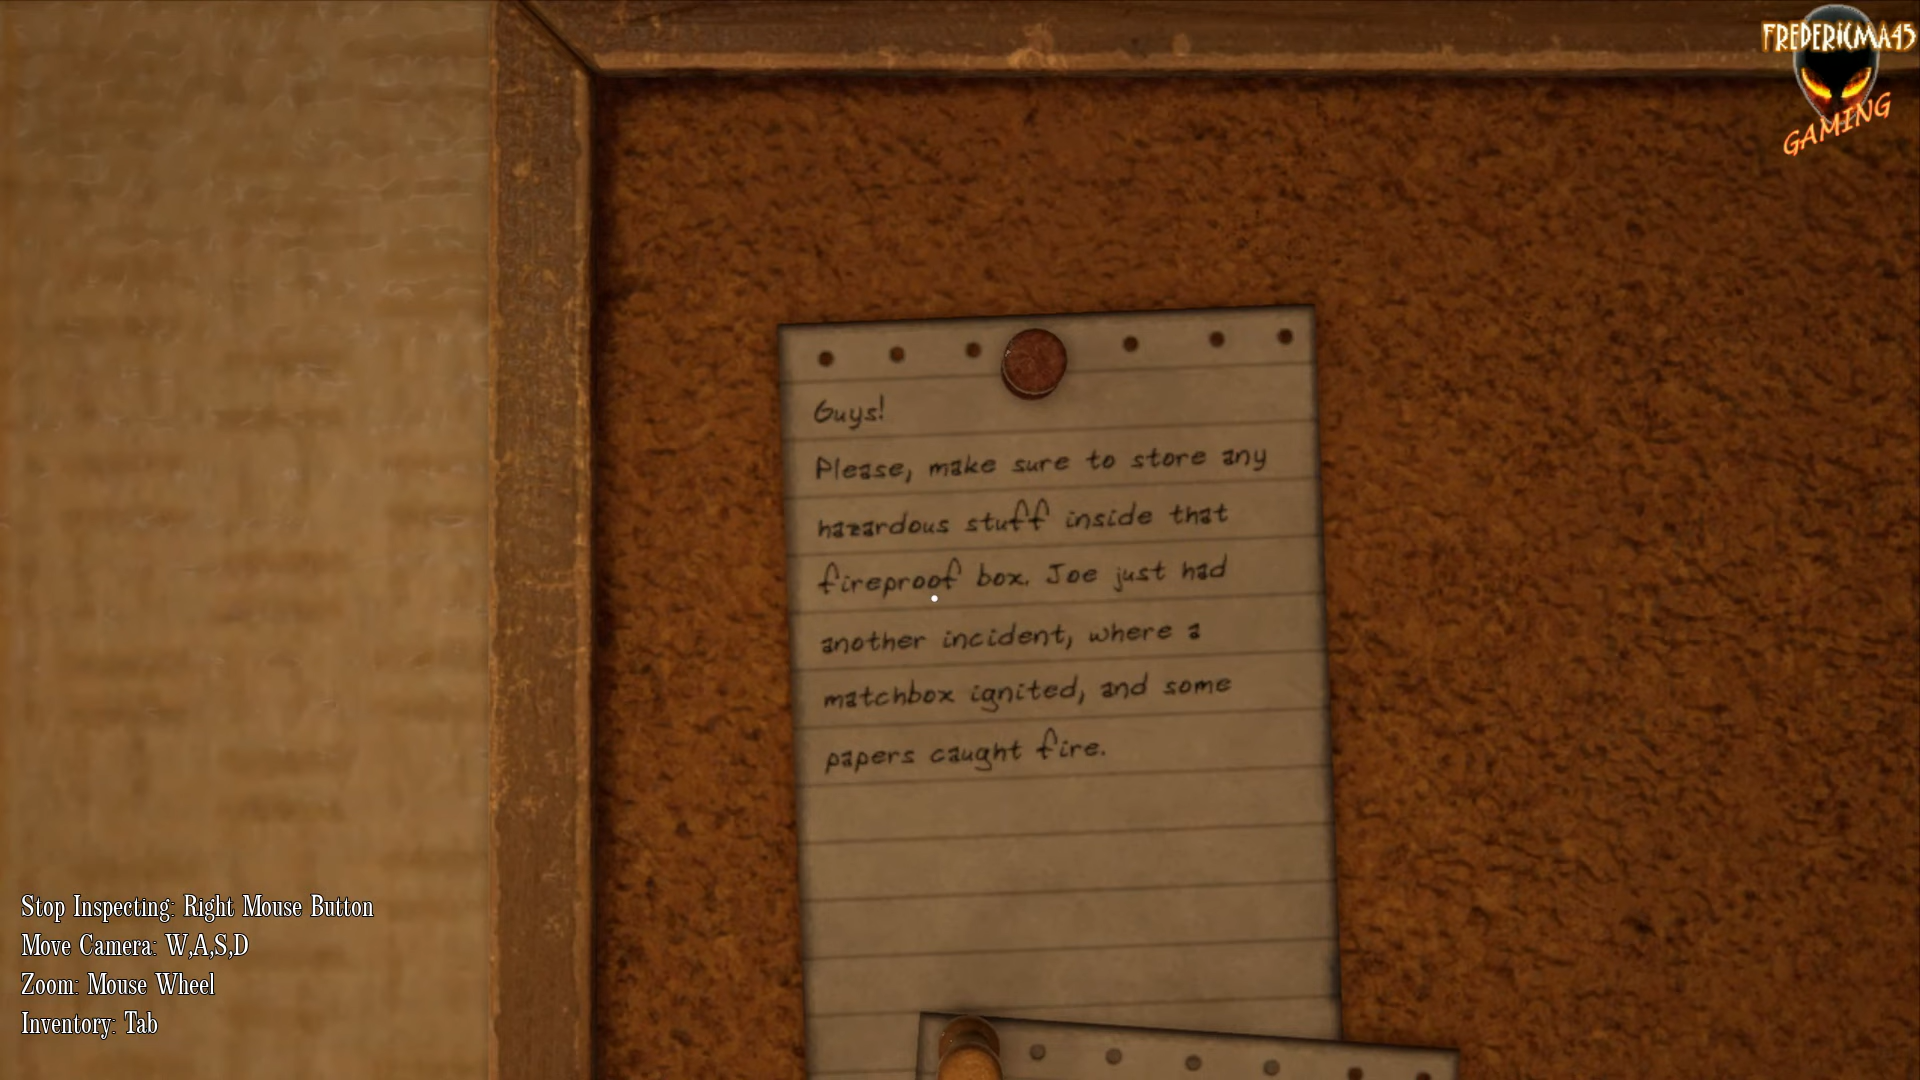 FREDERICMA45
GAMING
Guys!
Please, make sure to store any
hazardous stuff inside that
fireproof box. Joe just had
another incident, where a
matchbox ignited, and some
papers caught fire.
Stop Inspecting: Right Mouse Button
Move Camera: W,A,S,D
Zoom: Mouse Wheel
Inventory: Tab